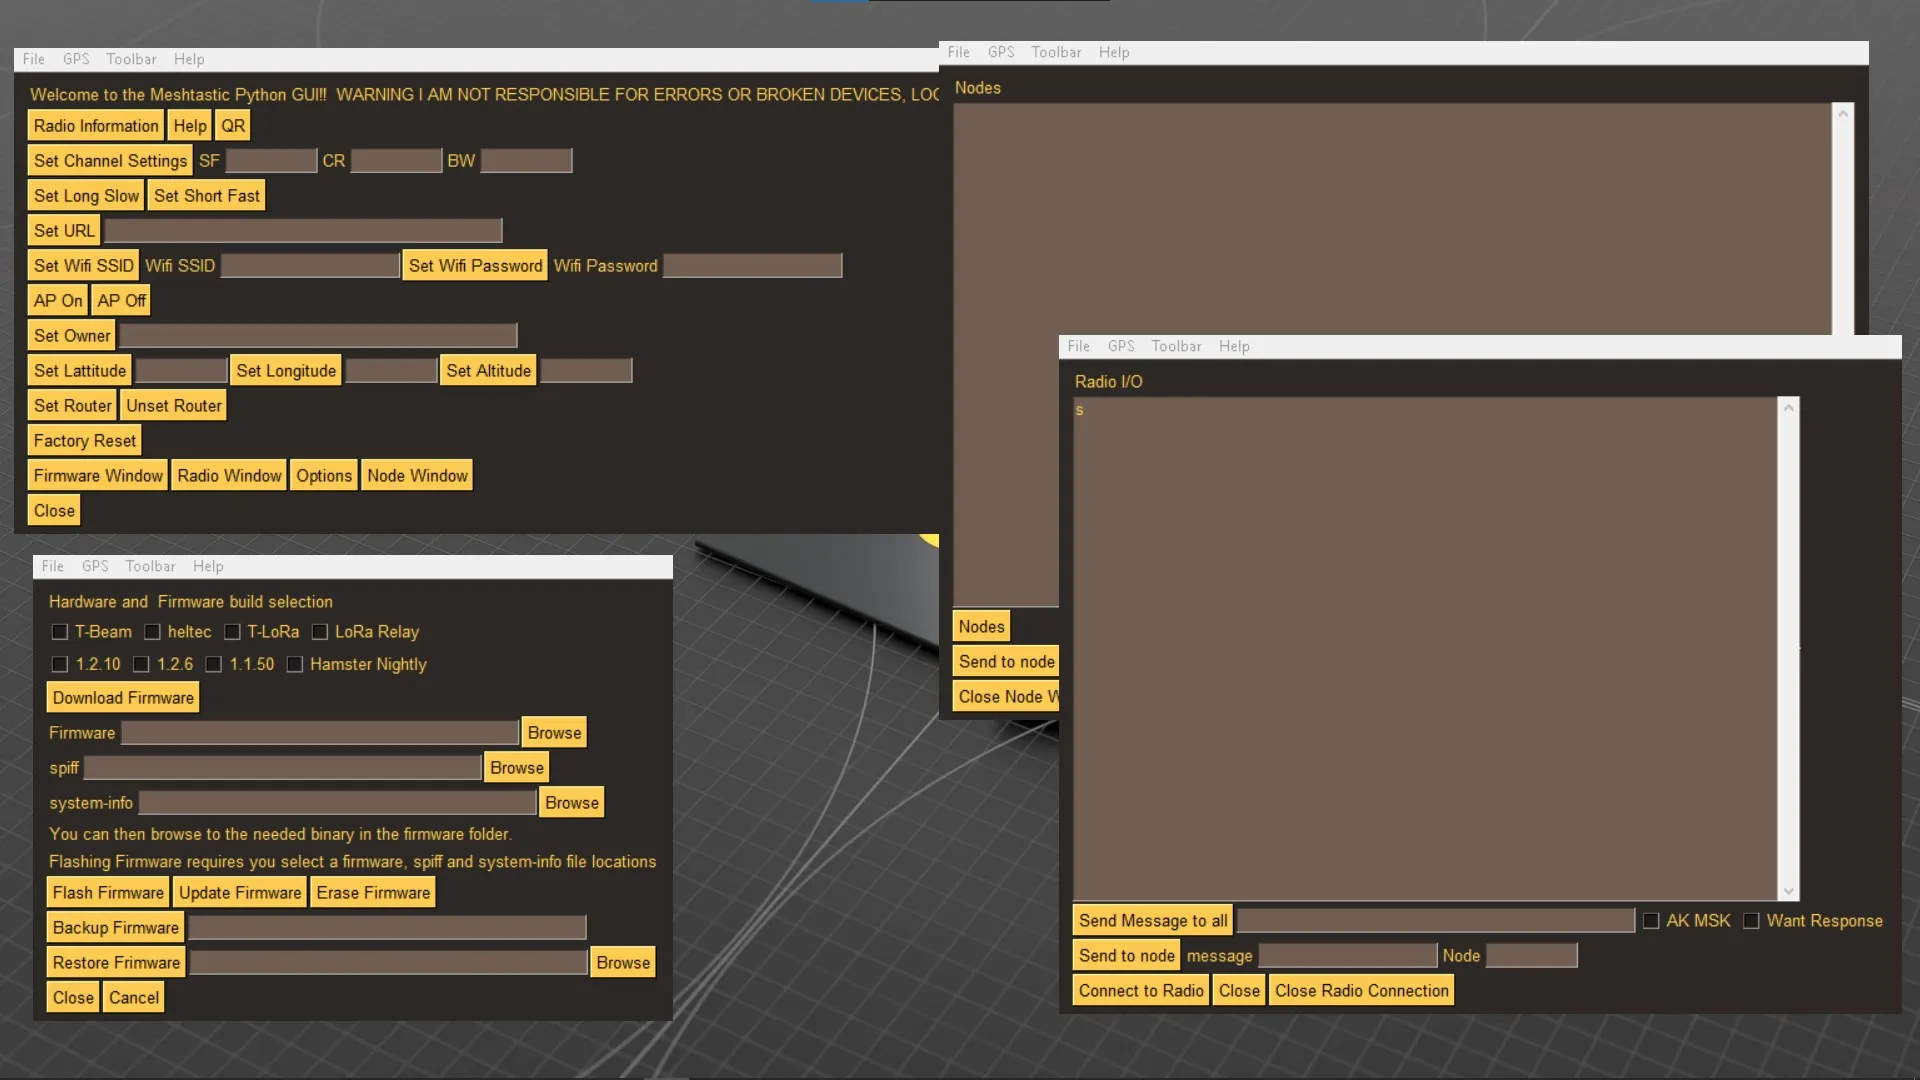 File GPS Toolbar Help
Welcome to the Meshtastic Python GUI!! WARNING I AM NOT RESPONSIBLE FOR ERRORS OR BROKEN DEVICES,
Radio Information Help QR
Set Channel Settings SF CR BW
Set Long Slow Set Short Fast
Set URL
Set Wifi SSID Wifi SSID Set Wifi Password Wifi Password
AP On AP Off
Set Owner
Set Lattitude Set Longitude Set Altitude
Set Router Unset Router
Factory Reset
Firmware Window Radio Window Options Node Window
Close
File GPS Toolbar Help
Nodes
Nodes
Send to node
Close Node
File GPS Toolbar Help
Hardware and Firmware build selection
T-Beam heltec T-LoRa LoRa Relay
1.2.10 1.2.6 1.1.50 Hamster Nightly
Download Firmware
Firmware Browse
spiff Browse
system-info Browse
You can then browse to the needed binary in the firmware folder.
Flashing Firmware requires you select a firmware, spiff and system-info file locations
Flash Firmware Update Firmware Erase Firmware
Backup Firmware
Restore Frimware Browse
Close Cancel
File GPS Toolbar Help
Radio I/O
s
Send Message to all AK MSK Want Response
Send to node message Node
Connect to Radio Close Close Radio Connection